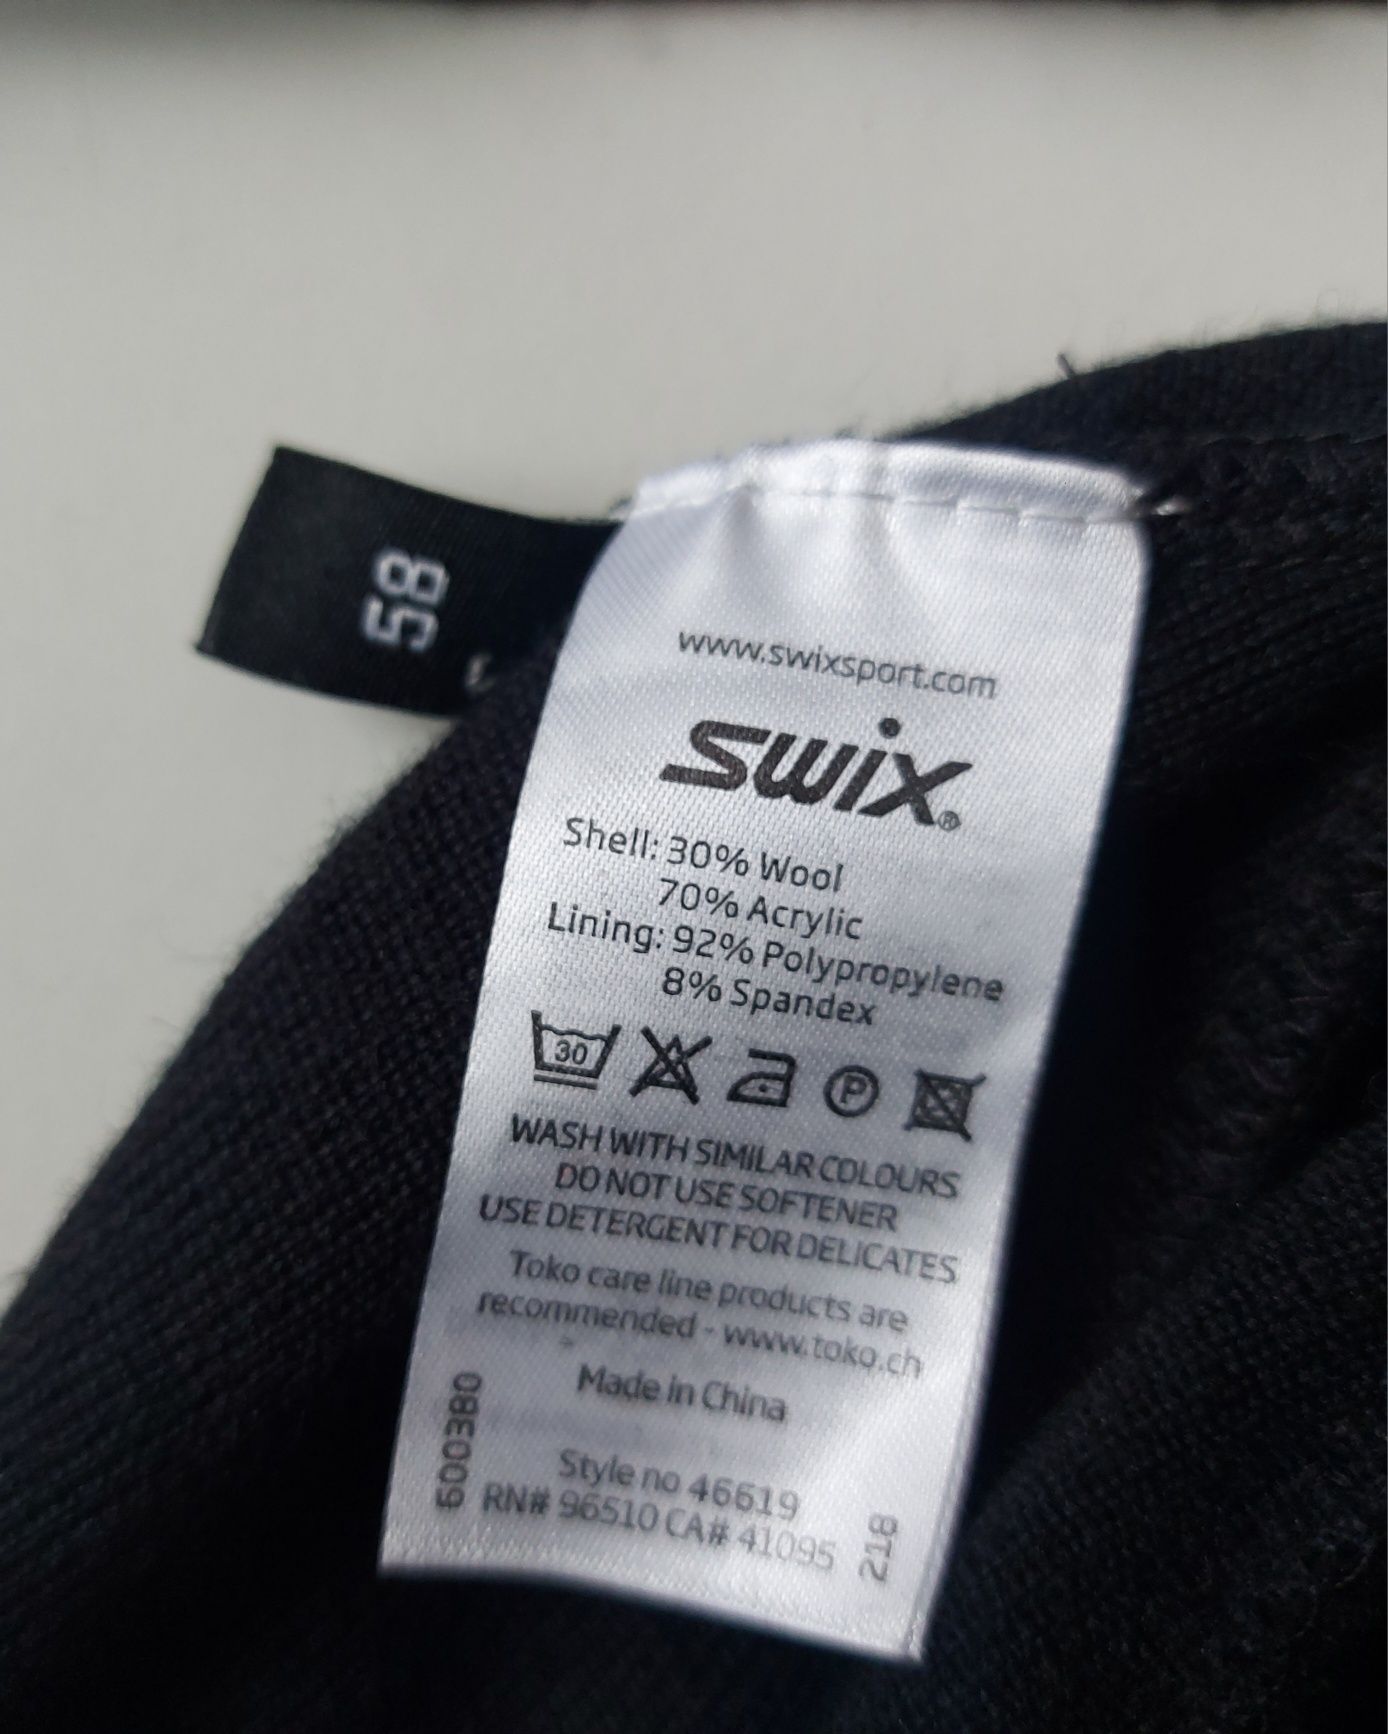 58
www.swixsport.com
swix®
Shell: 30% Wool
70% Acrylic
Lining: 92% Polypropylene
8% Spandex
30 P
WASH WITH SIMILAR COLOURS
DO NOT USE SOFTENER
USE DETERGENT FOR DELICATES
Toko care line products are
recommended - www.toko.ch
Made in China
Style no 46619
RN# 96510 CA# 41095
600380
218